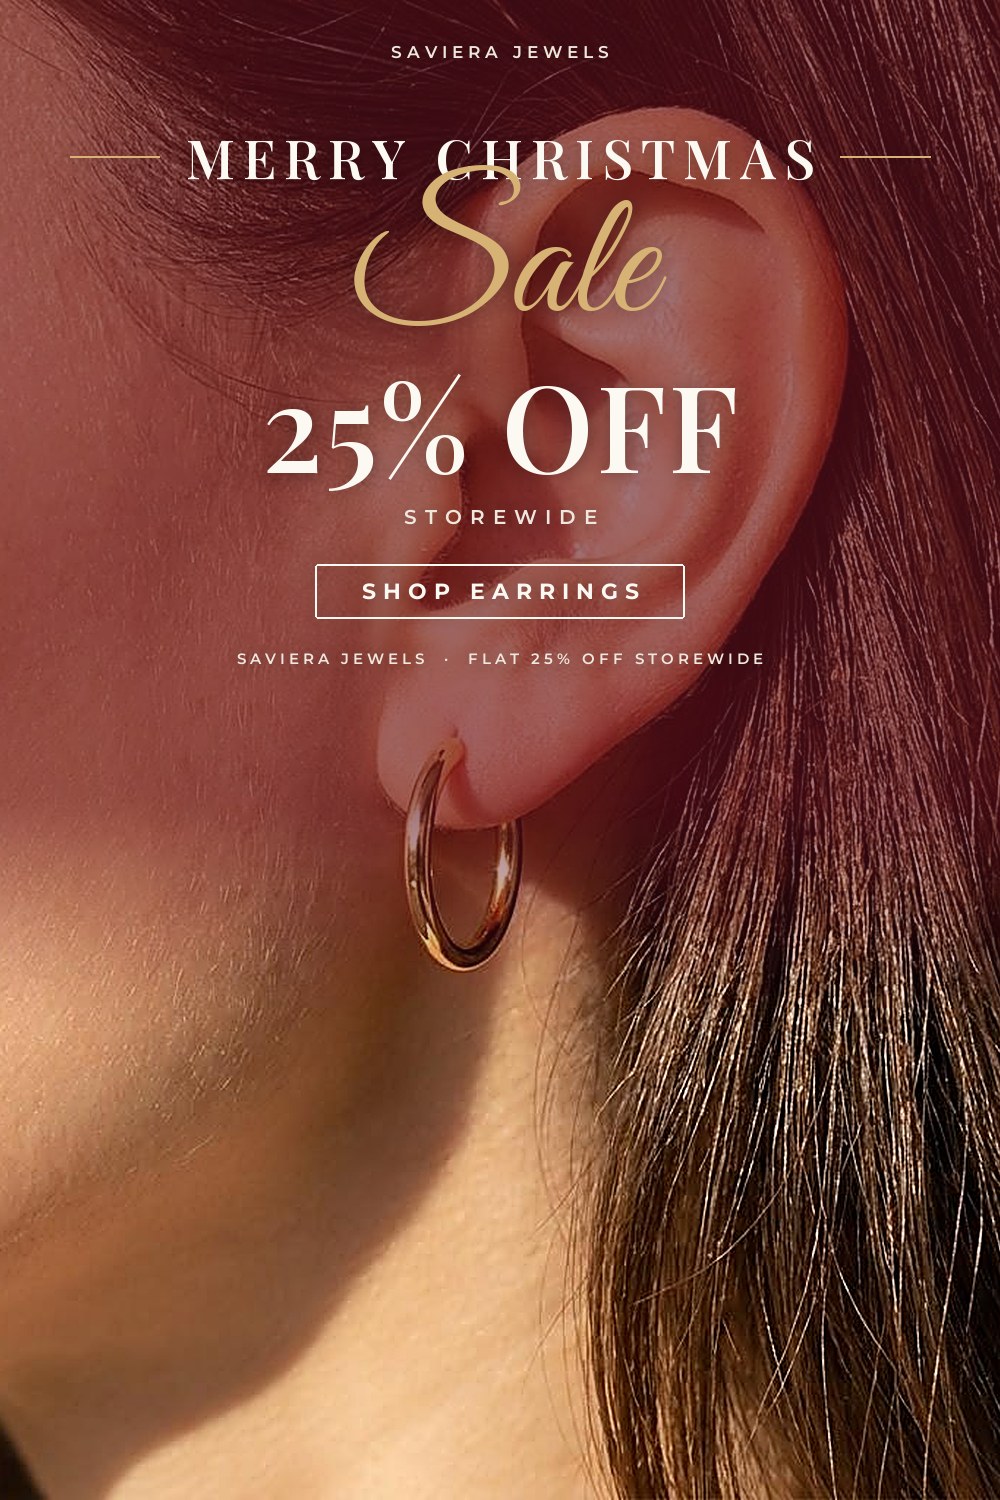 SAVIERA JEWELS
MERRY CHRISTMAS
Sale
25% OFF
STOREWIDE
SHOP EARRINGS
SAVIERA JEWELS · FLAT 25% OFF STOREWIDE